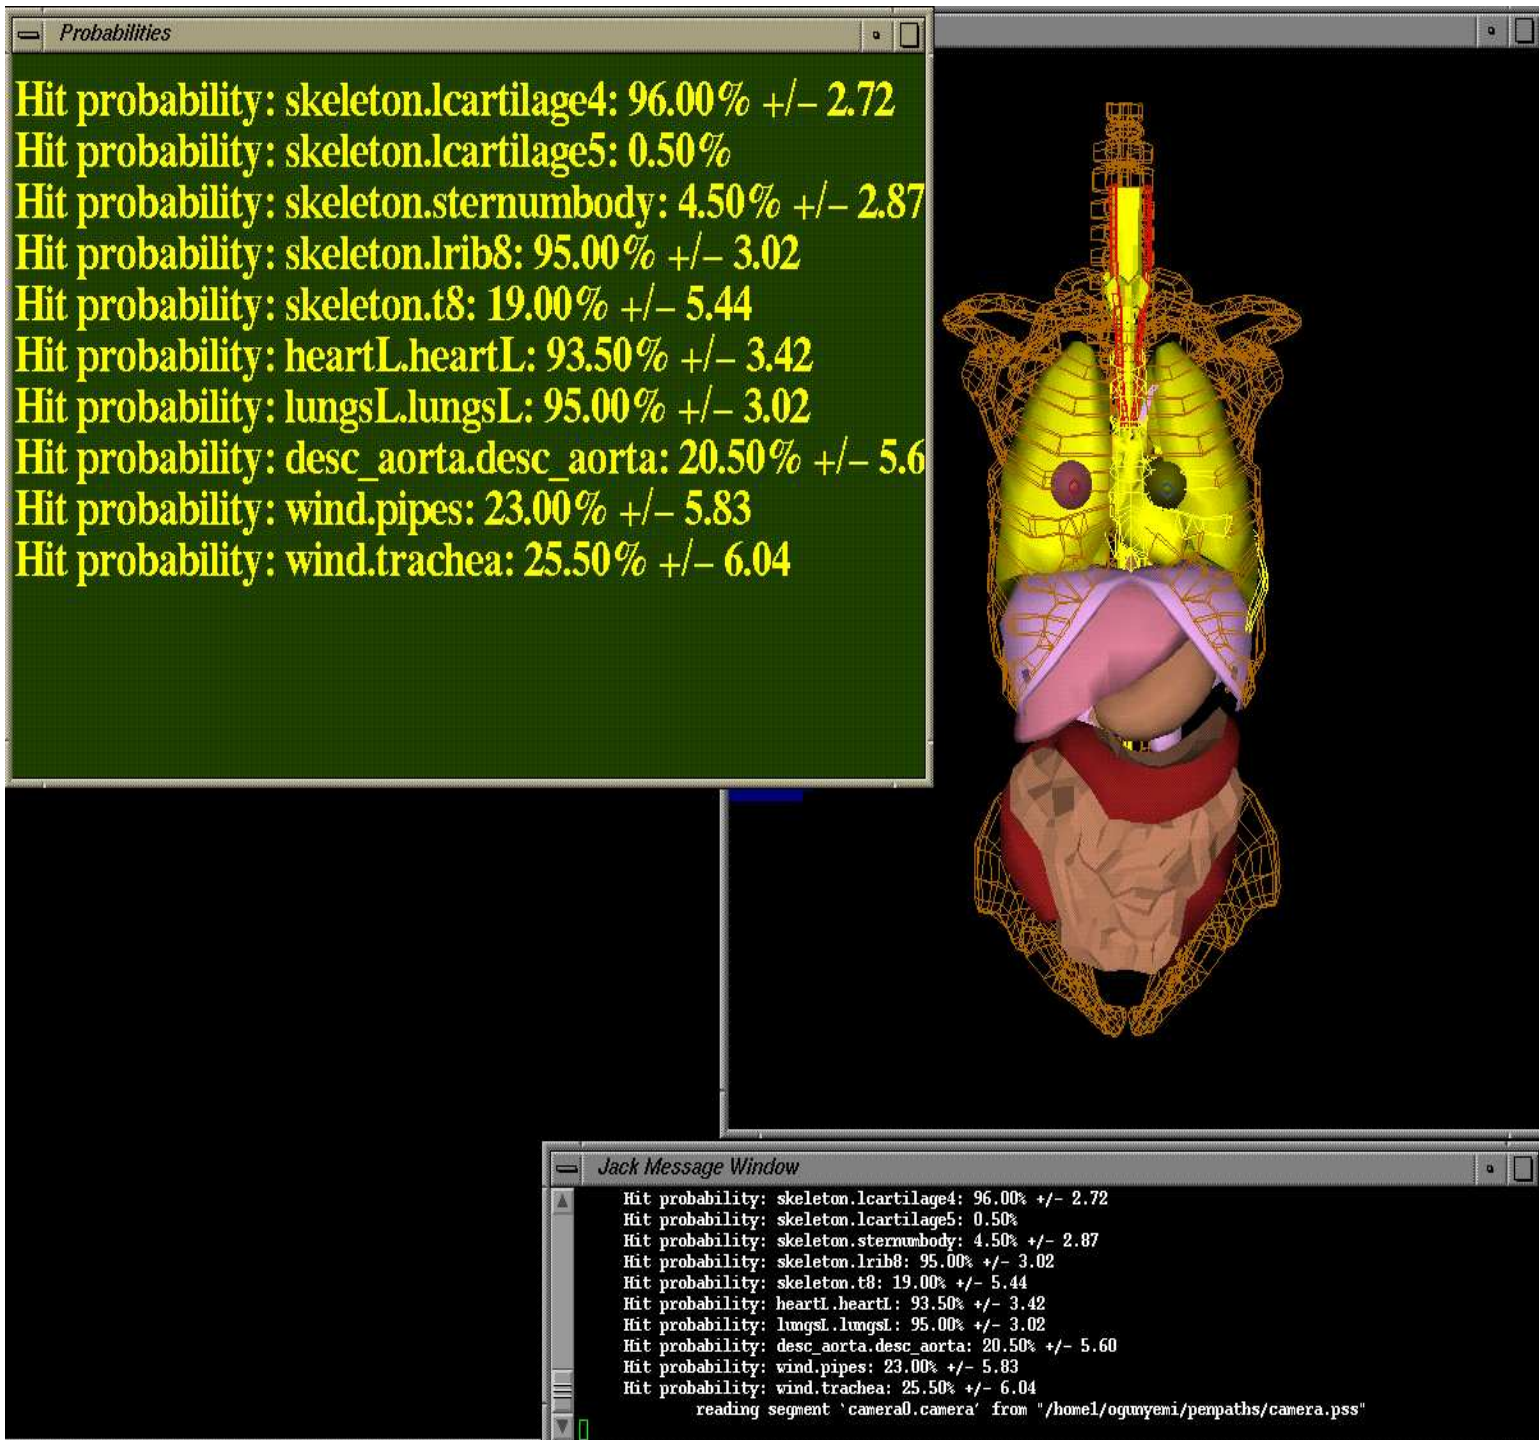 Probabilities
Hit probability: skeleton.lcartilage4: 96.00% +/- 2.72
Hit probability: skeleton.lcartilage5: 0.50%
Hit probability: skeleton.sternumbody: 4.50% +/- 2.87
Hit probability: skeleton.lrib8: 95.00% +/- 3.02
Hit probability: skeleton.t8: 19.00% +/- 5.44
Hit probability: heartL.heartL: 93.50% +/- 3.42
Hit probability: lungsL.lungsL: 95.00% +/- 3.02
Hit probability: desc_aorta.desc_aorta: 20.50% +/- 5.6
Hit probability: wind.pipes: 23.00% +/- 5.83
Hit probability: wind.trachea: 25.50% +/- 6.04
Jack Message Window
Hit probability: skeleton.lcartilage4: 96.00% +/- 2.72
Hit probability: skeleton.lcartilage5: 0.50%
Hit probability: skeleton.sternumbody: 4.50% +/- 2.87
Hit probability: skeleton.lrib8: 95.00% +/- 3.02
Hit probability: skeleton.t8: 19.00% +/- 5.44
Hit probability: heartL.heartL: 93.50% +/- 3.42
Hit probability: lungsL.lungsL: 95.00% +/- 3.02
Hit probability: desc_aorta.desc_aorta: 20.50% +/- 5.60
Hit probability: wind.pipes: 23.00% +/- 5.83
Hit probability: wind.trachea: 25.50% +/- 6.04
reading segment `camera0.camera' from "/home1/ogunyemi/penpaths/camera.pss"